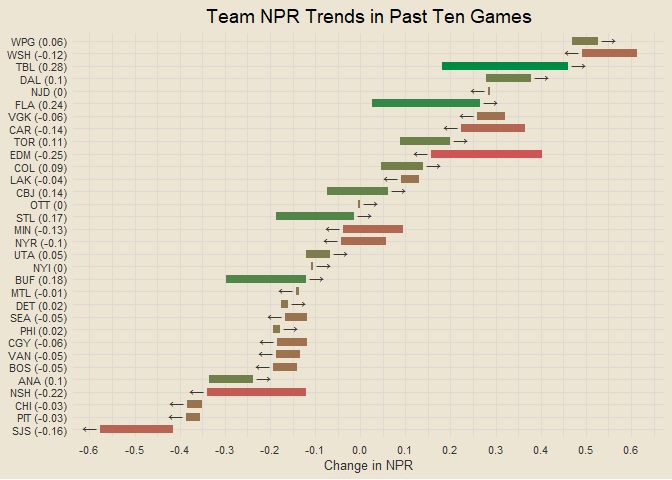 Team NPR Trends in Past Ten Games
WPG (0.06)
WSH (-0.12)
TBL (0.28)
DAL (0.1)
NJD (0)
FLA (0.24)
VGK (-0.06)
CAR (-0.14)
TOR (0.11)
EDM (-0.25)
COL (0.09)
LAK (-0.04)
CBJ (0.14)
OTT (0)
STL (0.17)
MIN (-0.13)
NYR (-0.1)
UTA (0.05)
NYI (0)
BUF (0.18)
MTL (-0.01)
DET (0.02)
SEA (-0.05)
PHI (0.02)
CGY (-0.06)
VAN (-0.05)
BOS (-0.05)
ANA (0.1)
NSH (-0.22)
CHI (-0.03)
PIT (-0.03)
SJS (-0.16)
-0.6 -0.5 -0.4 -0.3 -0.2 -0.1 0.0 0.1 0.2 0.3 0.4 0.5 0.6
Change in NPR